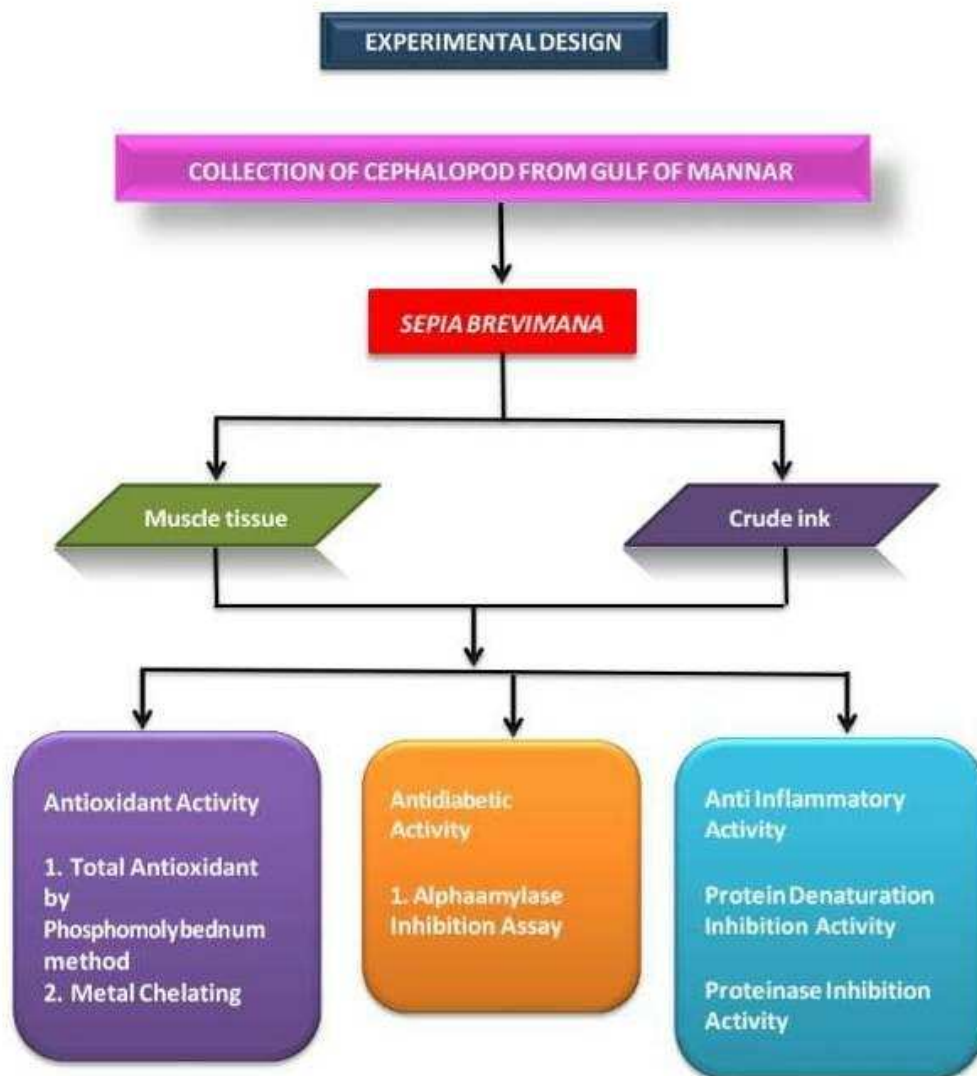 EXPERIMENTAL DESIGN
COLLECTION OF CEPHALOPOD FROM GULF OF MANNAR
SEPIA BREVIMANA
Muscle tissue
Crude ink
Antioxidant Activity
1. Total Antioxidant
by
Phosphomolybednum
method
2. Metal Chelating
Antidiabetic
Activity
1. Alphaamylase
Inhibition Assay
Anti Inflammatory
Activity
Protein Denaturation
Inhibition Activity
Proteinase Inhibition
Activity